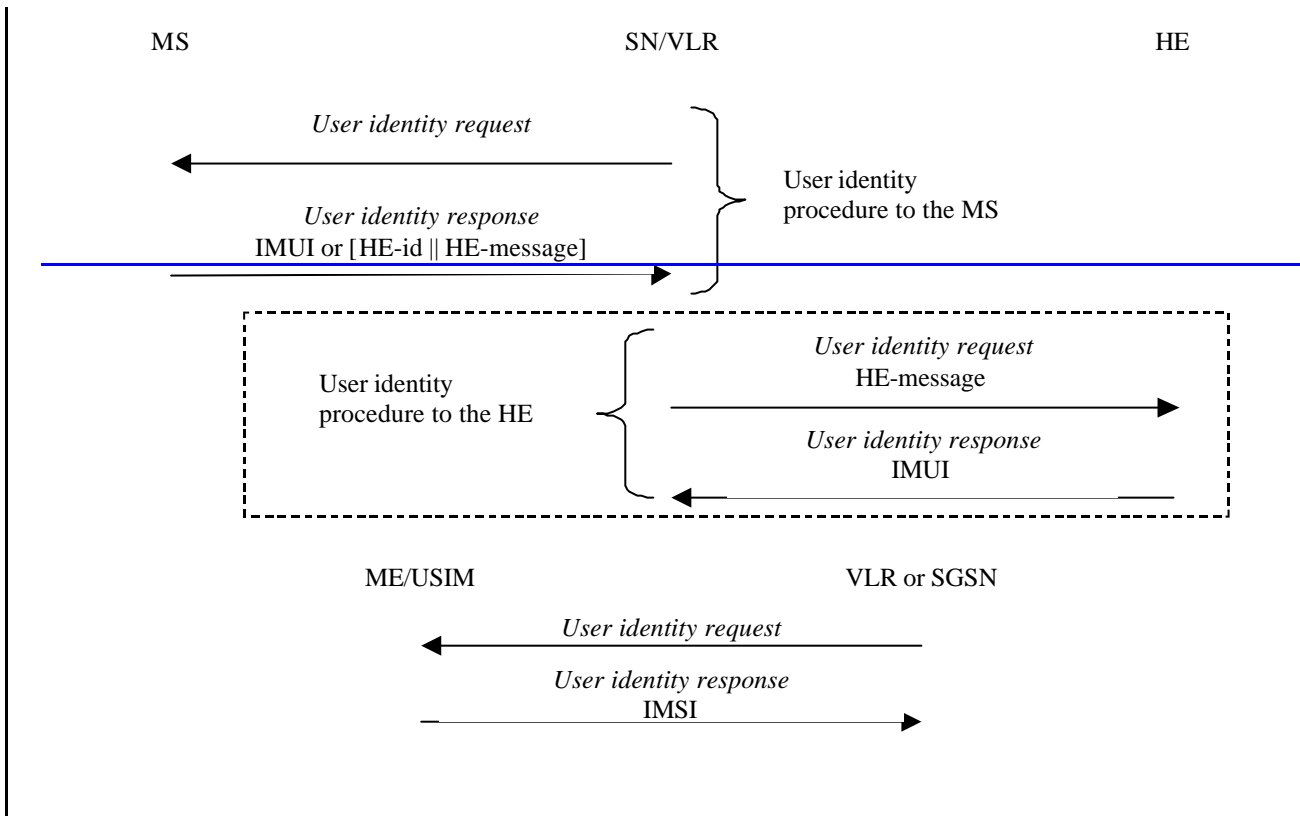 MS SN/VLR HE
User identity request
User identity
procedure to the MS
User identity response
IMUI or [HE-id || HE-message]
User identity request
HE-message
User identity
procedure to the HE
User identity response
IMUI
ME/USIM VLR or SGSN
User identity request
User identity response
IMSI